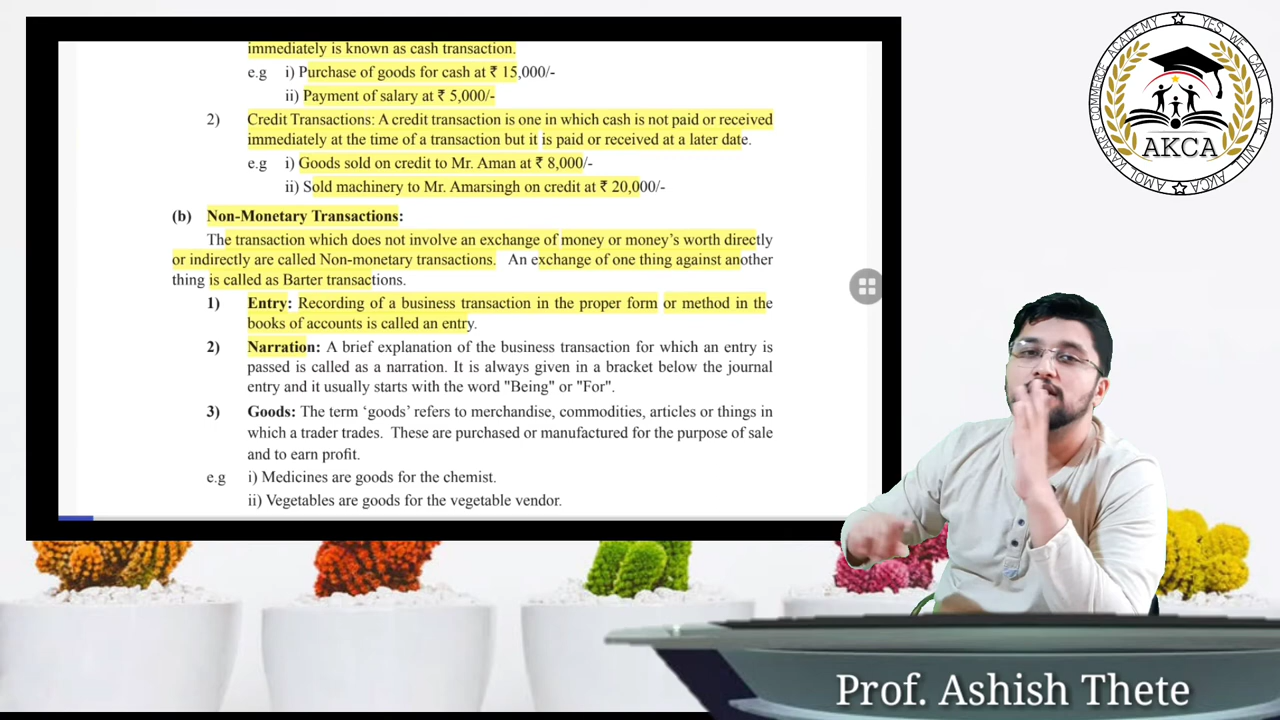 immediately is known as cash transaction.
e.g i) Purchase of goods for cash at ₹ 15,000/-
ii) Payment of salary at ₹ 5,000/-
2) Credit Transactions: A credit transaction is one in which cash is not paid or received
immediately at the time of a transaction but it is paid or received at a later date.
e.g i) Goods sold on credit to Mr. Aman at ₹ 8,000/-
ii) Sold machinery to Mr. Amarsingh on credit at ₹ 20,000/-
(b) Non-Monetary Transactions:
The transaction which does not involve an exchange of money or money’s worth directly
or indirectly are called Non-monetary transactions. An exchange of one thing against another
thing is called as Barter transactions.
1) Entry: Recording of a business transaction in the proper form or method in the
books of accounts is called an entry.
2) Narration: A brief explanation of the business transaction for which an entry is
passed is called as a narration. It is always given in a bracket below the journal
entry and it usually starts with the word "Being" or "For".
3) Goods: The term ‘goods’ refers to merchandise, commodities, articles or things in
which a trader trades. These are purchased or manufactured for the purpose of sale
and to earn profit.
e.g i) Medicines are goods for the chemist.
ii) Vegetables are goods for the vegetable vendor.
AMOL KASAR'S COMMERCE ACADEMY
YES WE CAN & WE WILL
AKCA
AKCA
Prof. Ashish Thete